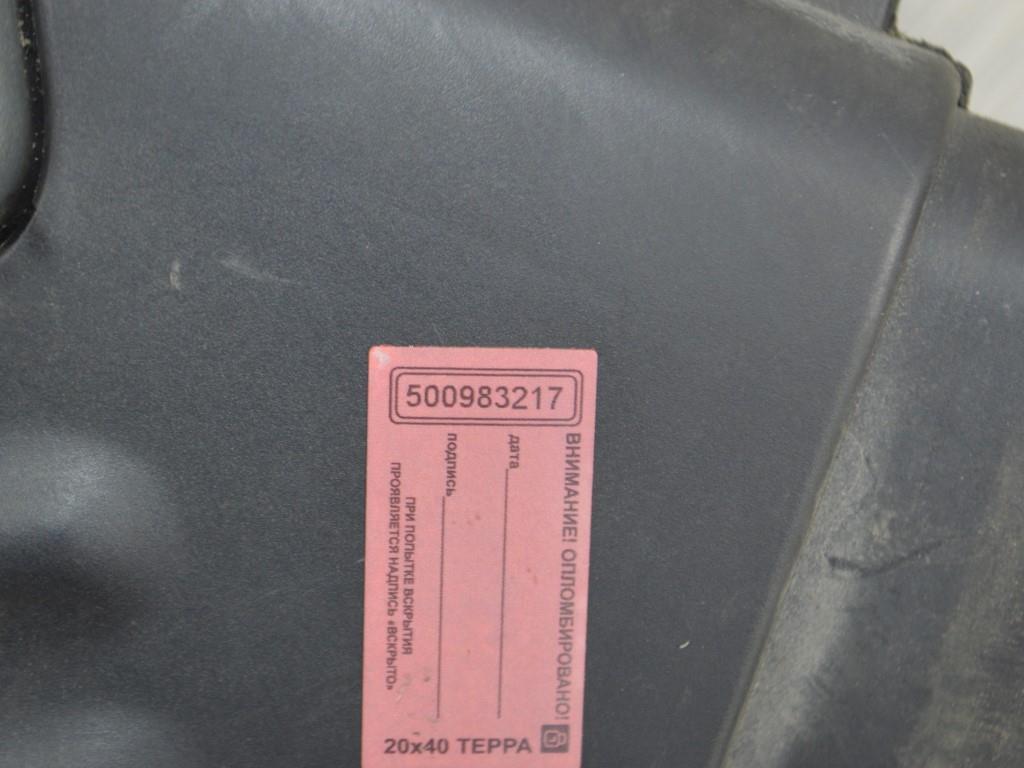 500983217
ВНИМАНИЕ! ОПЛОМБИРОВАНО!
дата
подпись
ПРИ ПОПЫТКЕ ВСКРЫТИЯ
ПРОЯВЛЯЕТСЯ НАДПИСЬ «ВСКРЫТО»
20x40 ТЕРРА